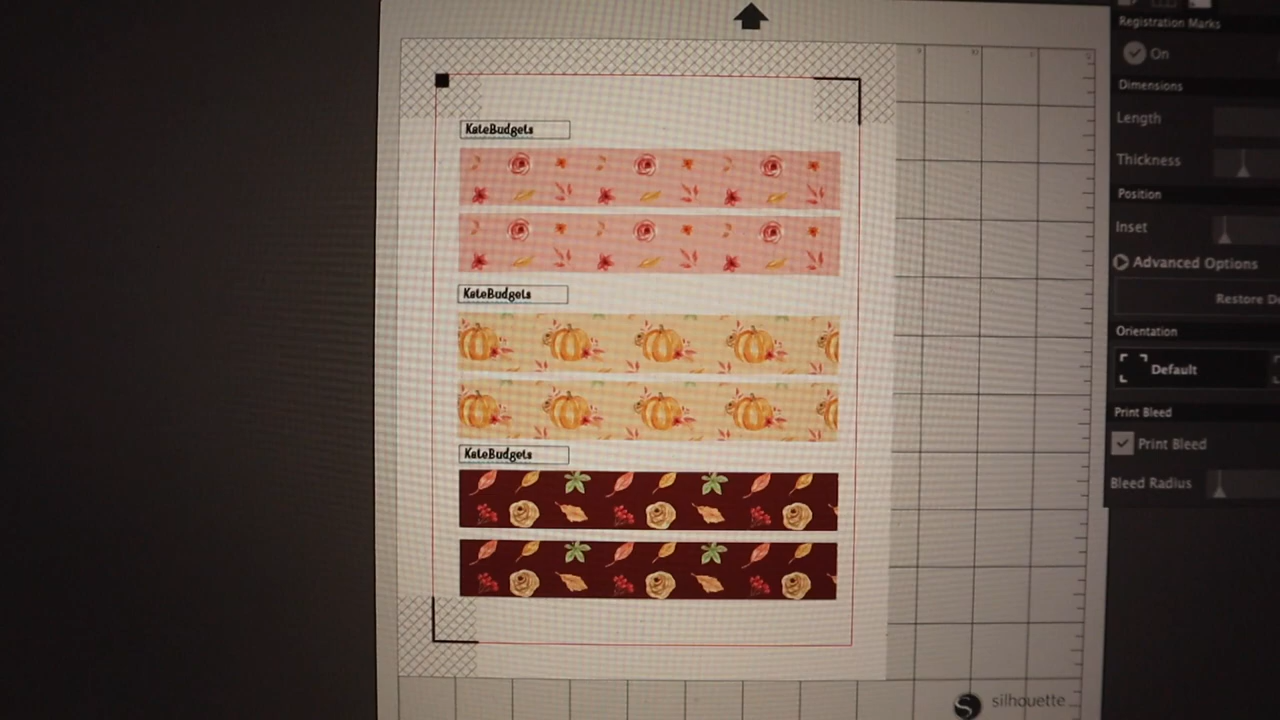 Registration Marks
On
Dimensions
Length
Thickness
Position
Inset
Advanced Options
Restore De
Orientation
Default
Print Bleed
Print Bleed
Bleed Radius
KateBudgets
KateBudgets
KateBudgets
silhouette